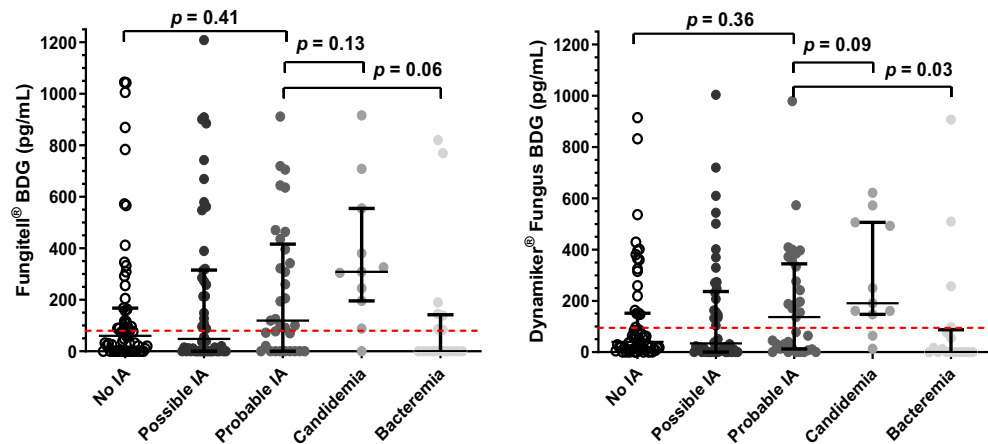 p = 0.41
p = 0.13
p = 0.06
Fungitell® BDG (pg/mL)
1200
1000
800
600
400
200
0
No IA
Possible IA
Probable IA
Candidemia
Bacteremia
p = 0.36
p = 0.09
p = 0.03
Dynamiker® Fungus BDG (pg/mL)
1200
1000
800
600
400
200
0
No IA
Possible IA
Probable IA
Candidemia
Bacteremia